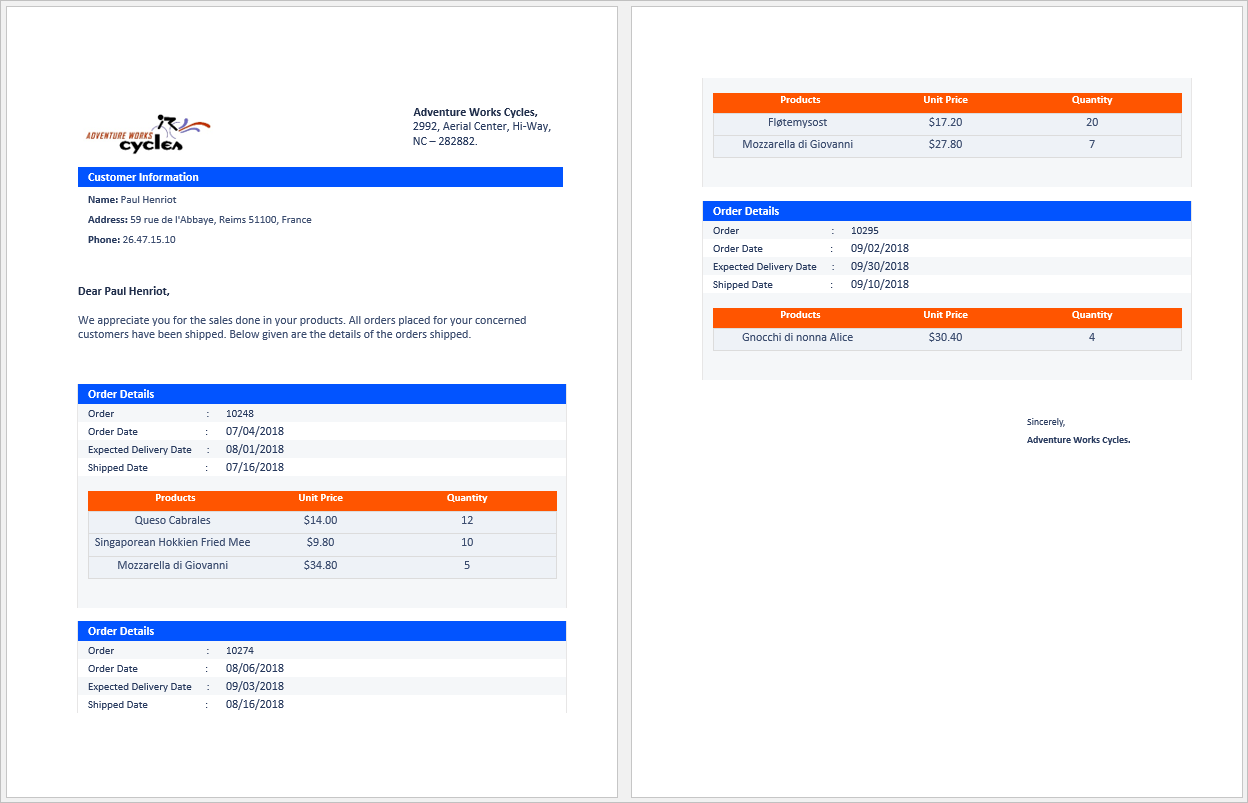 ADVENTURE WORKS
cycles
Adventure Works Cycles,
2992, Aerial Center, Hi-Way,
NC – 282882.
Customer Information
Name: Paul Henriot
Address: 59 rue de l'Abbaye, Reims 51100, France
Phone: 26.47.15.10
Dear Paul Henriot,
We appreciate you for the sales done in your products. All orders placed for your concerned
customers have been shipped. Below given are the details of the orders shipped.
Order Details
Order : 10248
Order Date : 07/04/2018
Expected Delivery Date : 08/01/2018
Shipped Date : 07/16/2018
Products Unit Price Quantity
Queso Cabrales $14.00 12
Singaporean Hokkien Fried Mee $9.80 10
Mozzarella di Giovanni $34.80 5
Order Details
Order : 10274
Order Date : 08/06/2018
Expected Delivery Date : 09/03/2018
Shipped Date : 08/16/2018
Products Unit Price Quantity
Fløtemysost $17.20 20
Mozzarella di Giovanni $27.80 7
Order Details
Order : 10295
Order Date : 09/02/2018
Expected Delivery Date : 09/30/2018
Shipped Date : 09/10/2018
Products Unit Price Quantity
Gnocchi di nonna Alice $30.40 4
Sincerely,
Adventure Works Cycles.